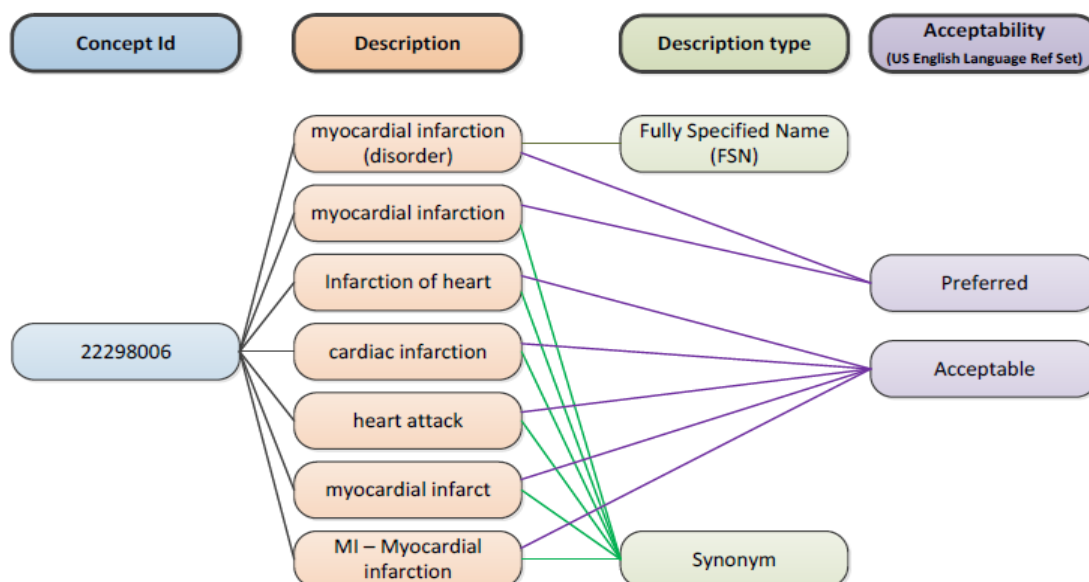 Concept Id
Description
Description type
Acceptability
(US English Language Ref Set)
myocardial infarction
(disorder)
Fully Specified Name
(FSN)
myocardial infarction
Infarction of heart
Preferred
22298006
cardiac infarction
Acceptable
heart attack
myocardial infarct
MI – Myocardial
infarction
Synonym